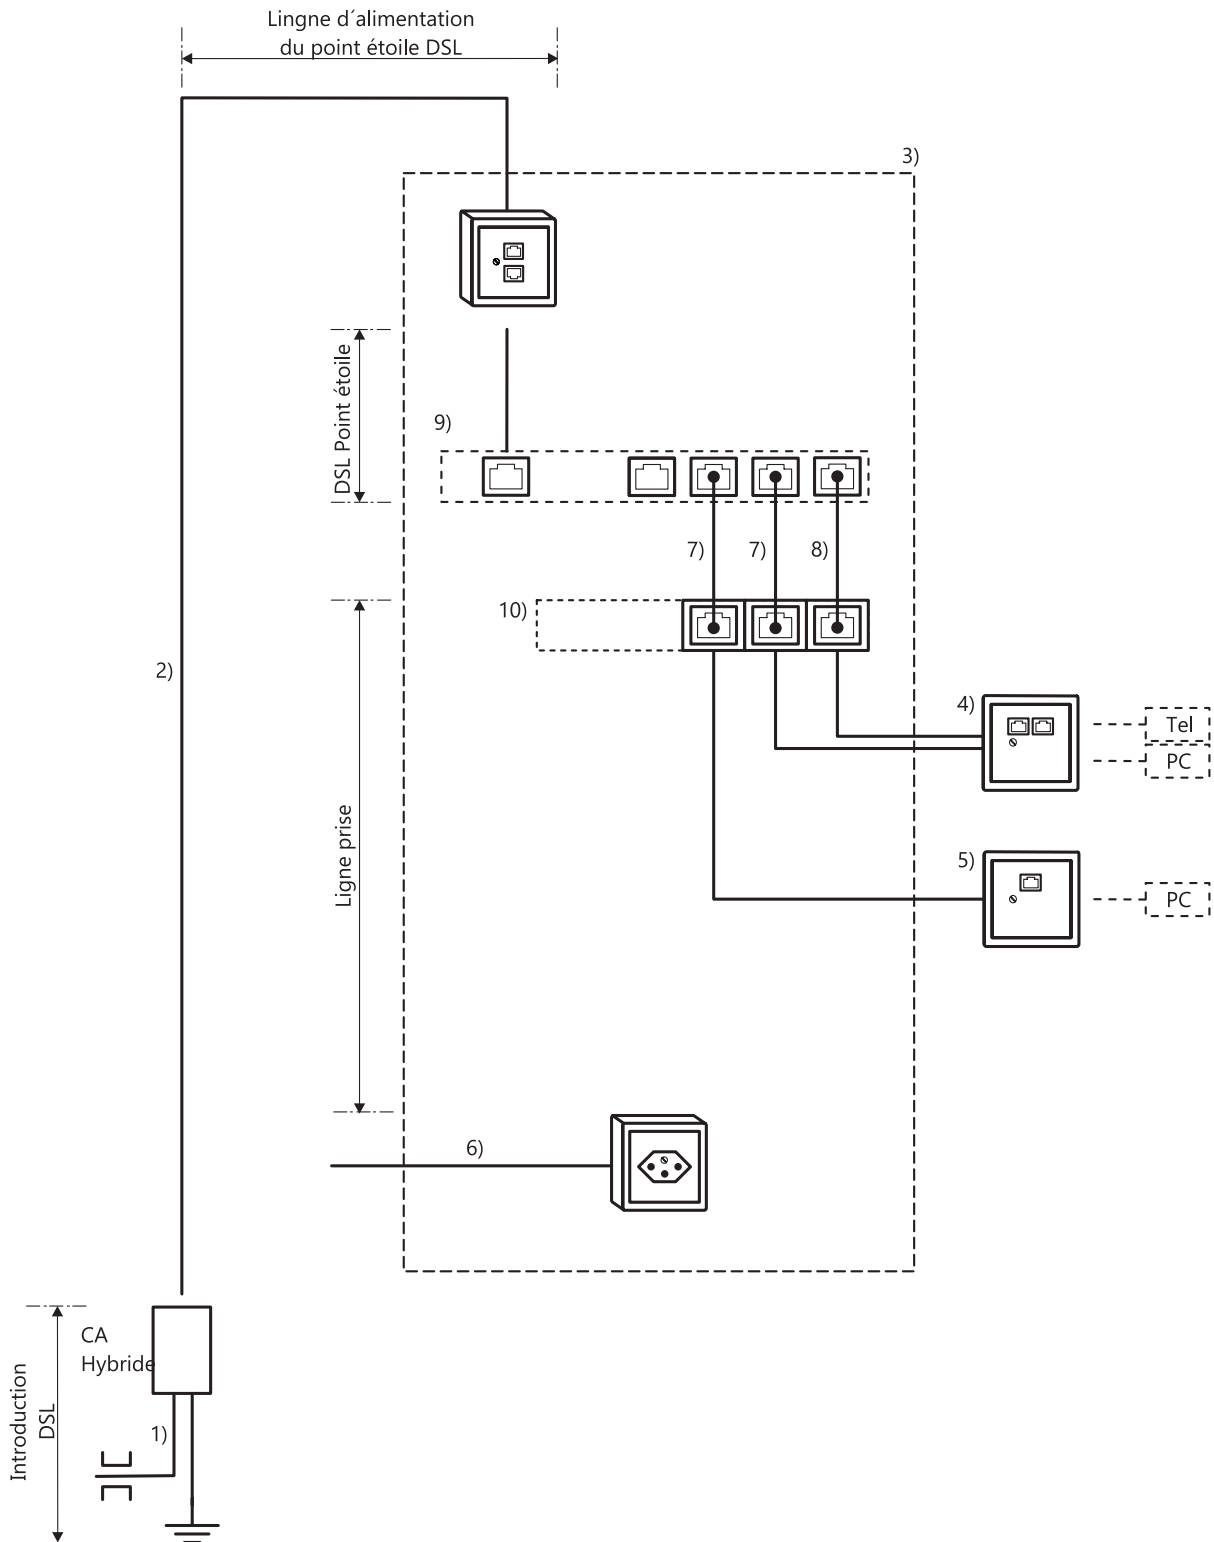 Lingne d´alimentation
du point étoile DSL
3)
DSL Point étoile
9)
7)
7)
8)
10)
2)
4)
Tel
PC
Ligne prise
5)
PC
6)
CA
Hybride
Introduction
DSL
1)